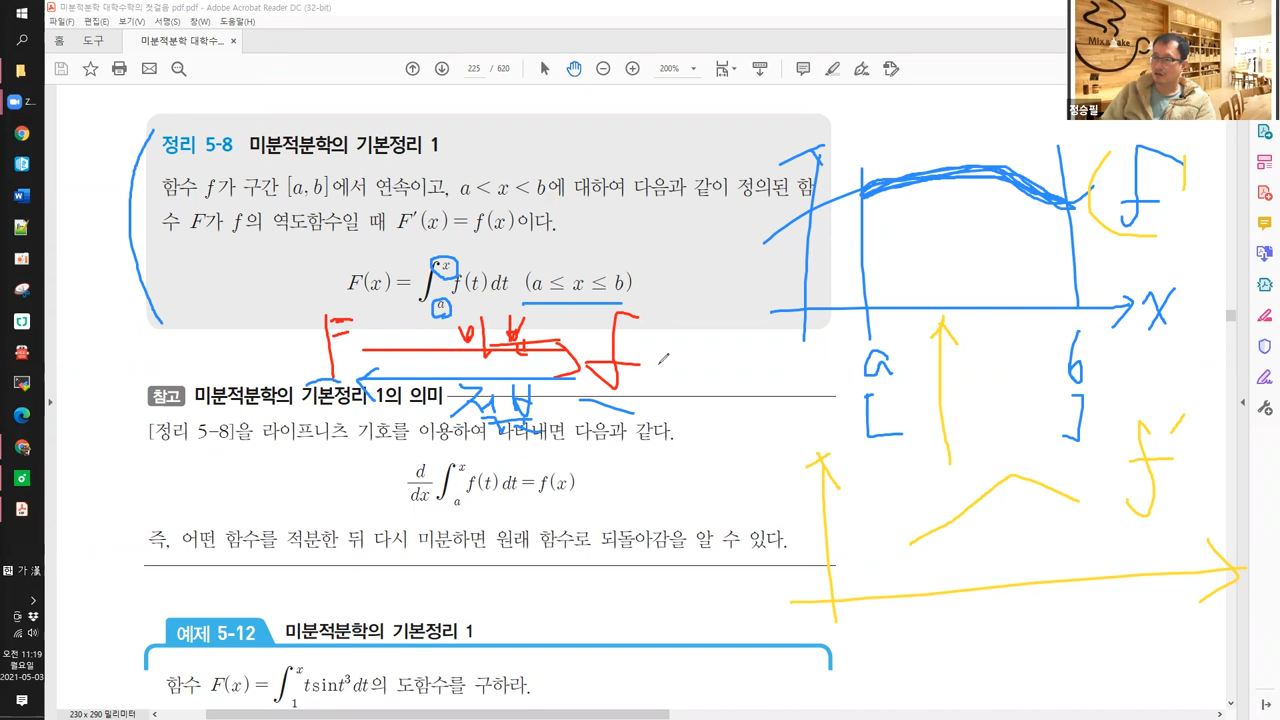 미분적분학 대학수학의 첫걸음 pdf.pdf - Adobe Acrobat Reader DC (32-bit)
파일(F) 편집(E) 보기(V) 서명(S) 창(W) 도움말(H)
홈 도구 미분적분학 대학수... ×
225 / 620 200%
Mix & ake
정승필
정리 5-8 미분적분학의 기본정리 1
함수 f가 구간 [a, b]에서 연속이고, a < x < b에 대하여 다음과 같이 정의된 함
수 F가 f의 역도함수일 때 F′(x) = f(x)이다.
F(x) = ∫ₐˣ f(t) dt (a ≤ x ≤ b)
F 미 분 f
적분
f
x
a b
[ ]
f′
참고 미분적분학의 기본정리 1의 의미
[정리 5-8]을 라이프니츠 기호를 이용하여 나타내면 다음과 같다.
d/dx ∫ₐˣ f(t) dt = f(x)
즉, 어떤 함수를 적분한 뒤 다시 미분하면 원래 함수로 되돌아감을 알 수 있다.
예제 5-12 미분적분학의 기본정리 1
함수 F(x) = ∫₁ˣ t sin t³ dt의 도함수를 구하라.
Z...
한 가 漢
오전 11:19
월요일
2021-05-03
230 x 290 밀리미터